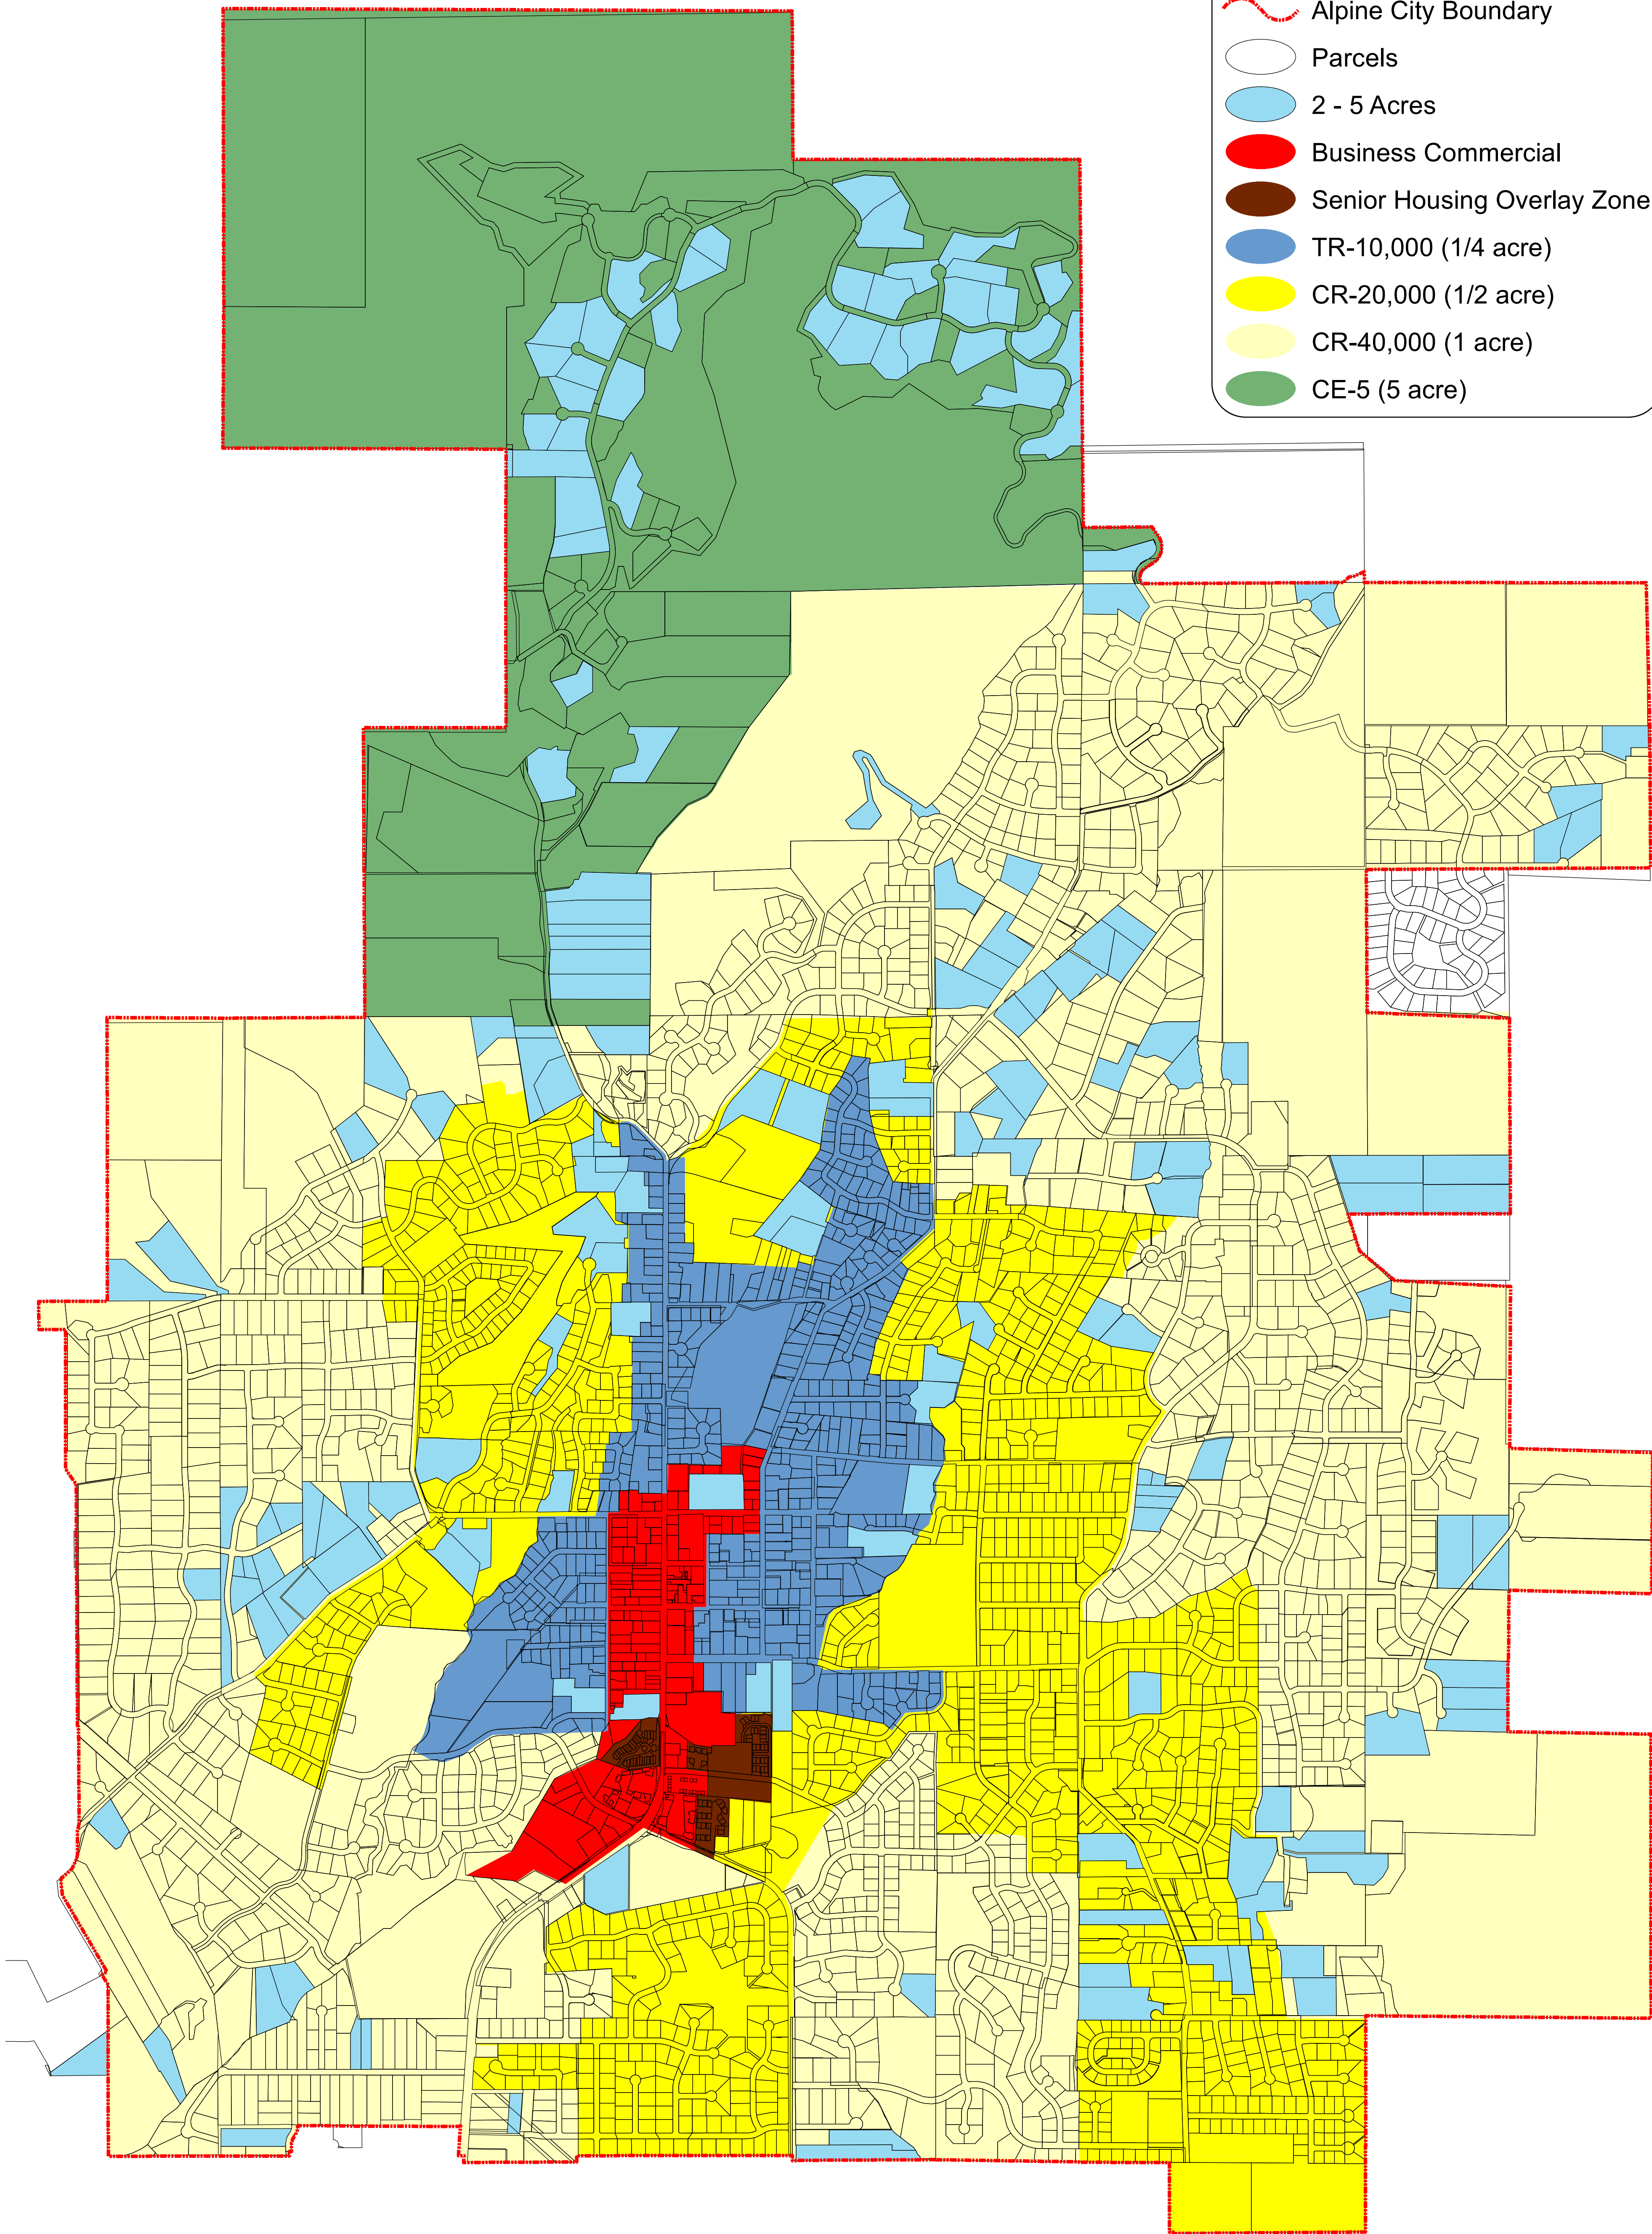 Alpine City Boundary
Parcels
2 - 5 Acres
Business Commercial
Senior Housing Overlay Zone
TR-10,000 (1/4 acre)
CR-20,000 (1/2 acre)
CR-40,000 (1 acre)
CE-5 (5 acre)